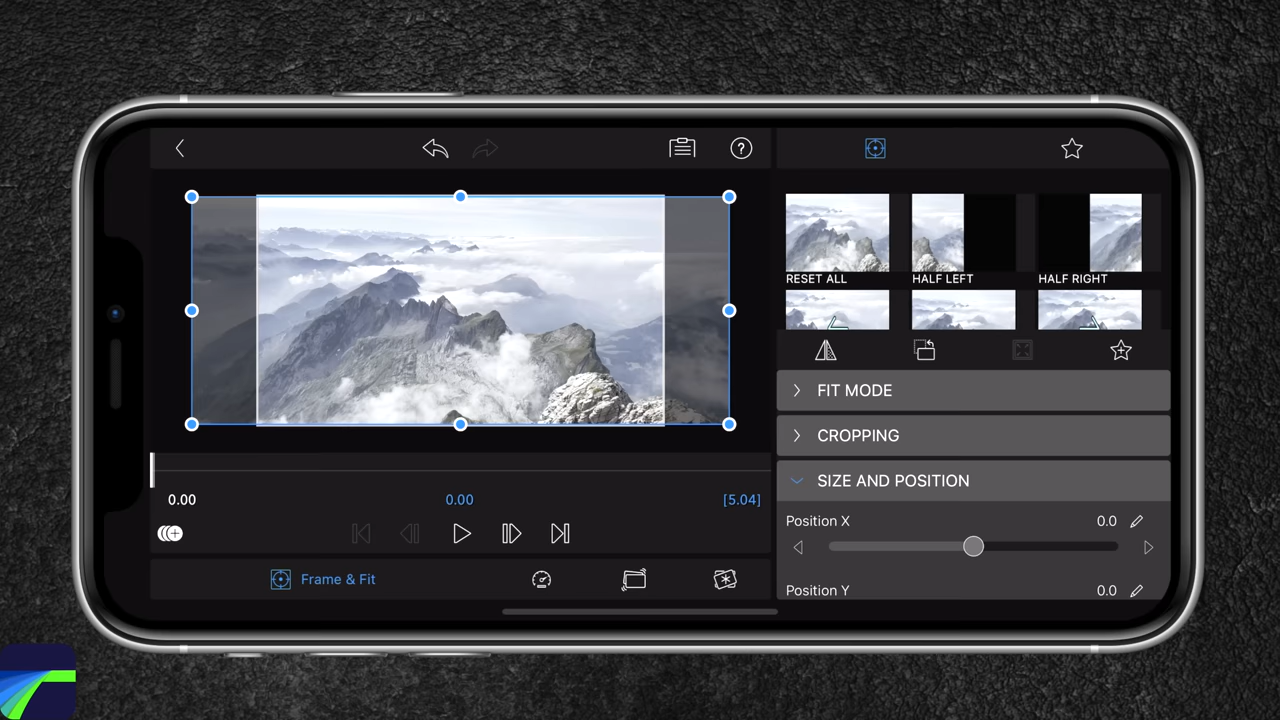 RESET ALL
HALF LEFT
HALF RIGHT
FIT MODE
CROPPING
SIZE AND POSITION
Position X
0.0
Position Y
0.0
0.00
0.00
[5.04]
Frame & Fit